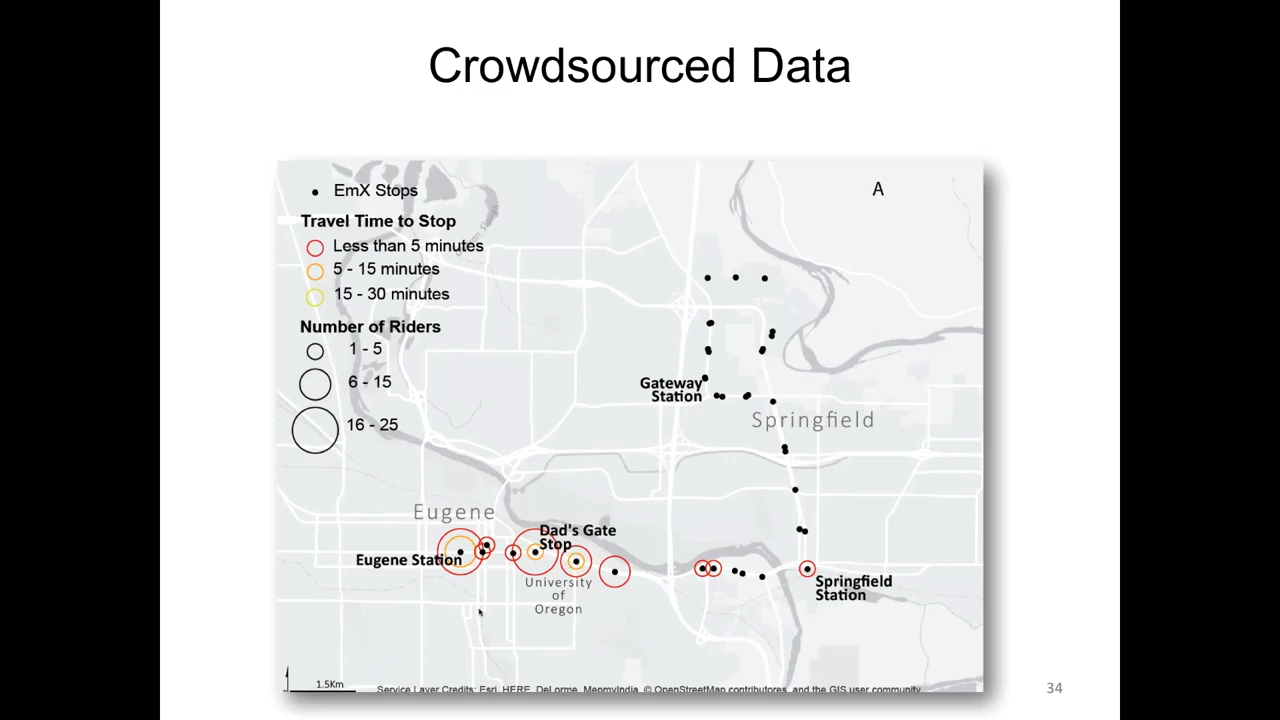 Crowdsourced Data
A
EmX Stops
Travel Time to Stop
Less than 5 minutes
5 - 15 minutes
15 - 30 minutes
Number of Riders
1 - 5
6 - 15
16 - 25
Gateway
Station
Springfield
Eugene
Dad's Gate
Stop
Eugene Station
University
of
Oregon
Springfield
Station
1.5Km
Service Layer Credits: Esri, HERE, DeLorme, MapmyIndia, © OpenStreetMap contributores, and the GIS user community
34